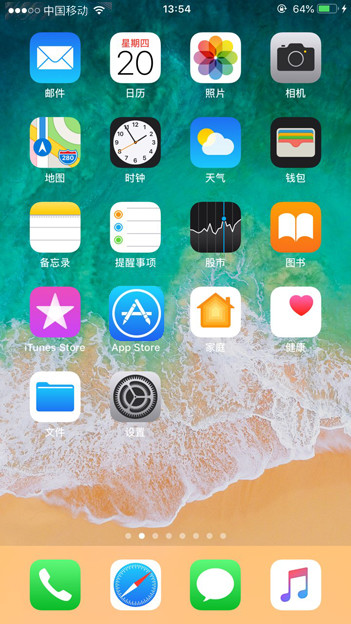 中国移动 13:54 64%
星期四
20
邮件 日历 照片 相机
280
地图 时钟 天气 钱包
备忘录 提醒事项 股市 图书
iTunes Store App Store 家庭 健康
文件 设置